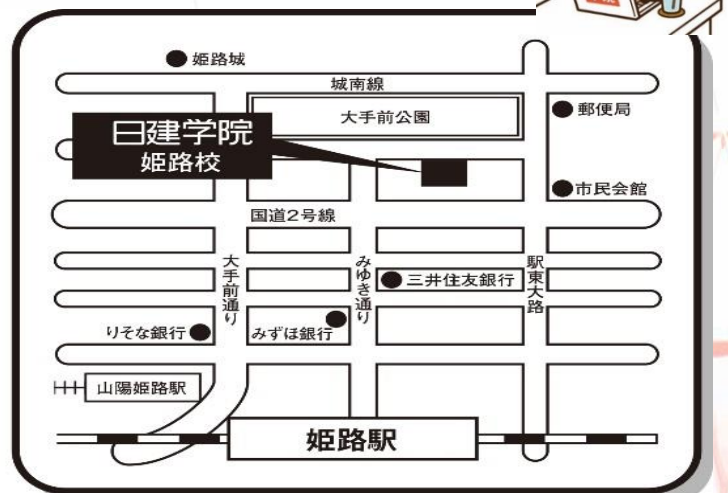 姫路城
城南線
大手前公園
郵便局
日建学院
姫路校
市民会館
国道2号線
大手前通り
みゆき通り
駅東大路
三井住友銀行
りそな銀行
みずほ銀行
山陽姫路駅
姫路駅